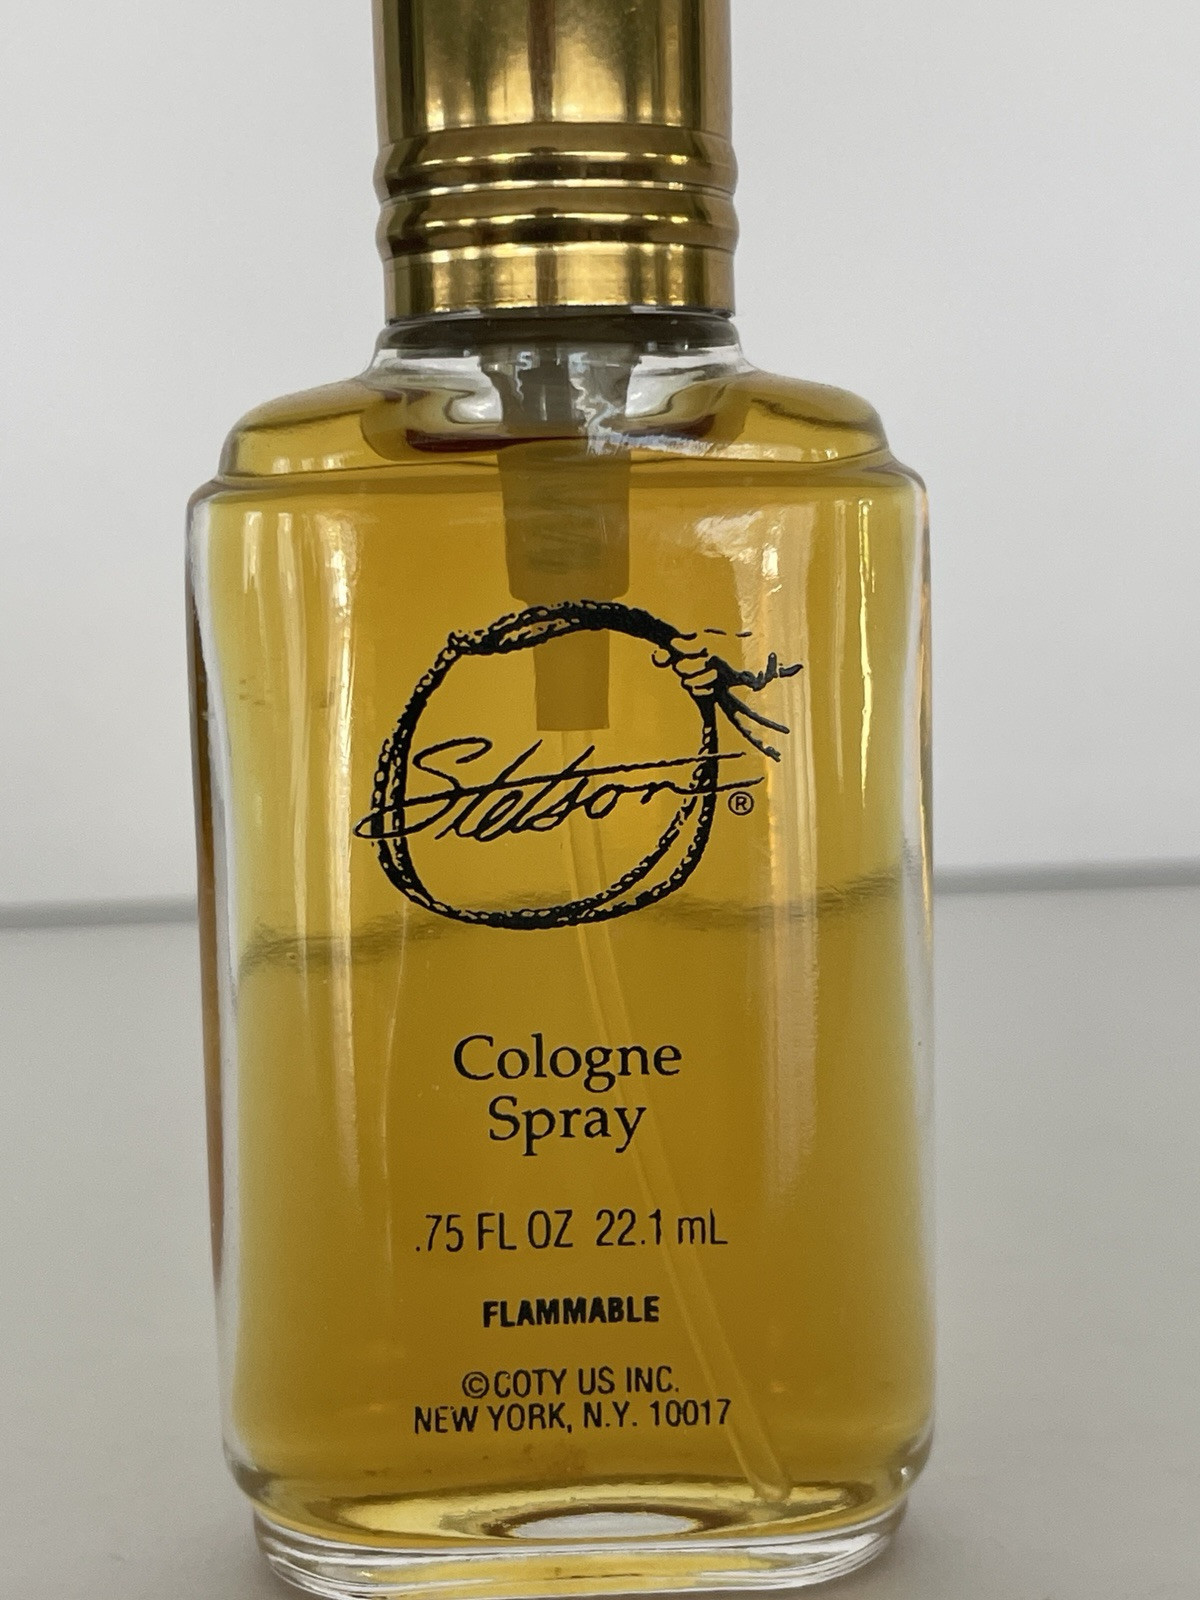 Stetson®
Cologne
Spray
.75 FL OZ 22.1 mL
FLAMMABLE
©COTY US INC.
NEW YORK, N.Y. 10017